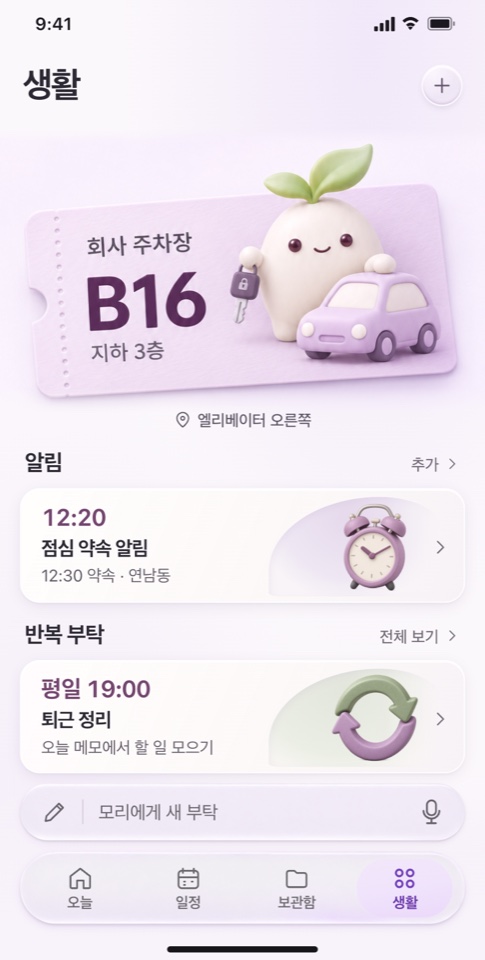 9:41
생활
회사 주차장
B16
지하 3층
엘리베이터 오른쪽
알림
추가
12:20
점심 약속 알림
12:30 약속 · 연남동
반복 부탁
전체 보기
평일 19:00
퇴근 정리
오늘 메모에서 할 일 모으기
모리에게 새 부탁
오늘
일정
보관함
생활